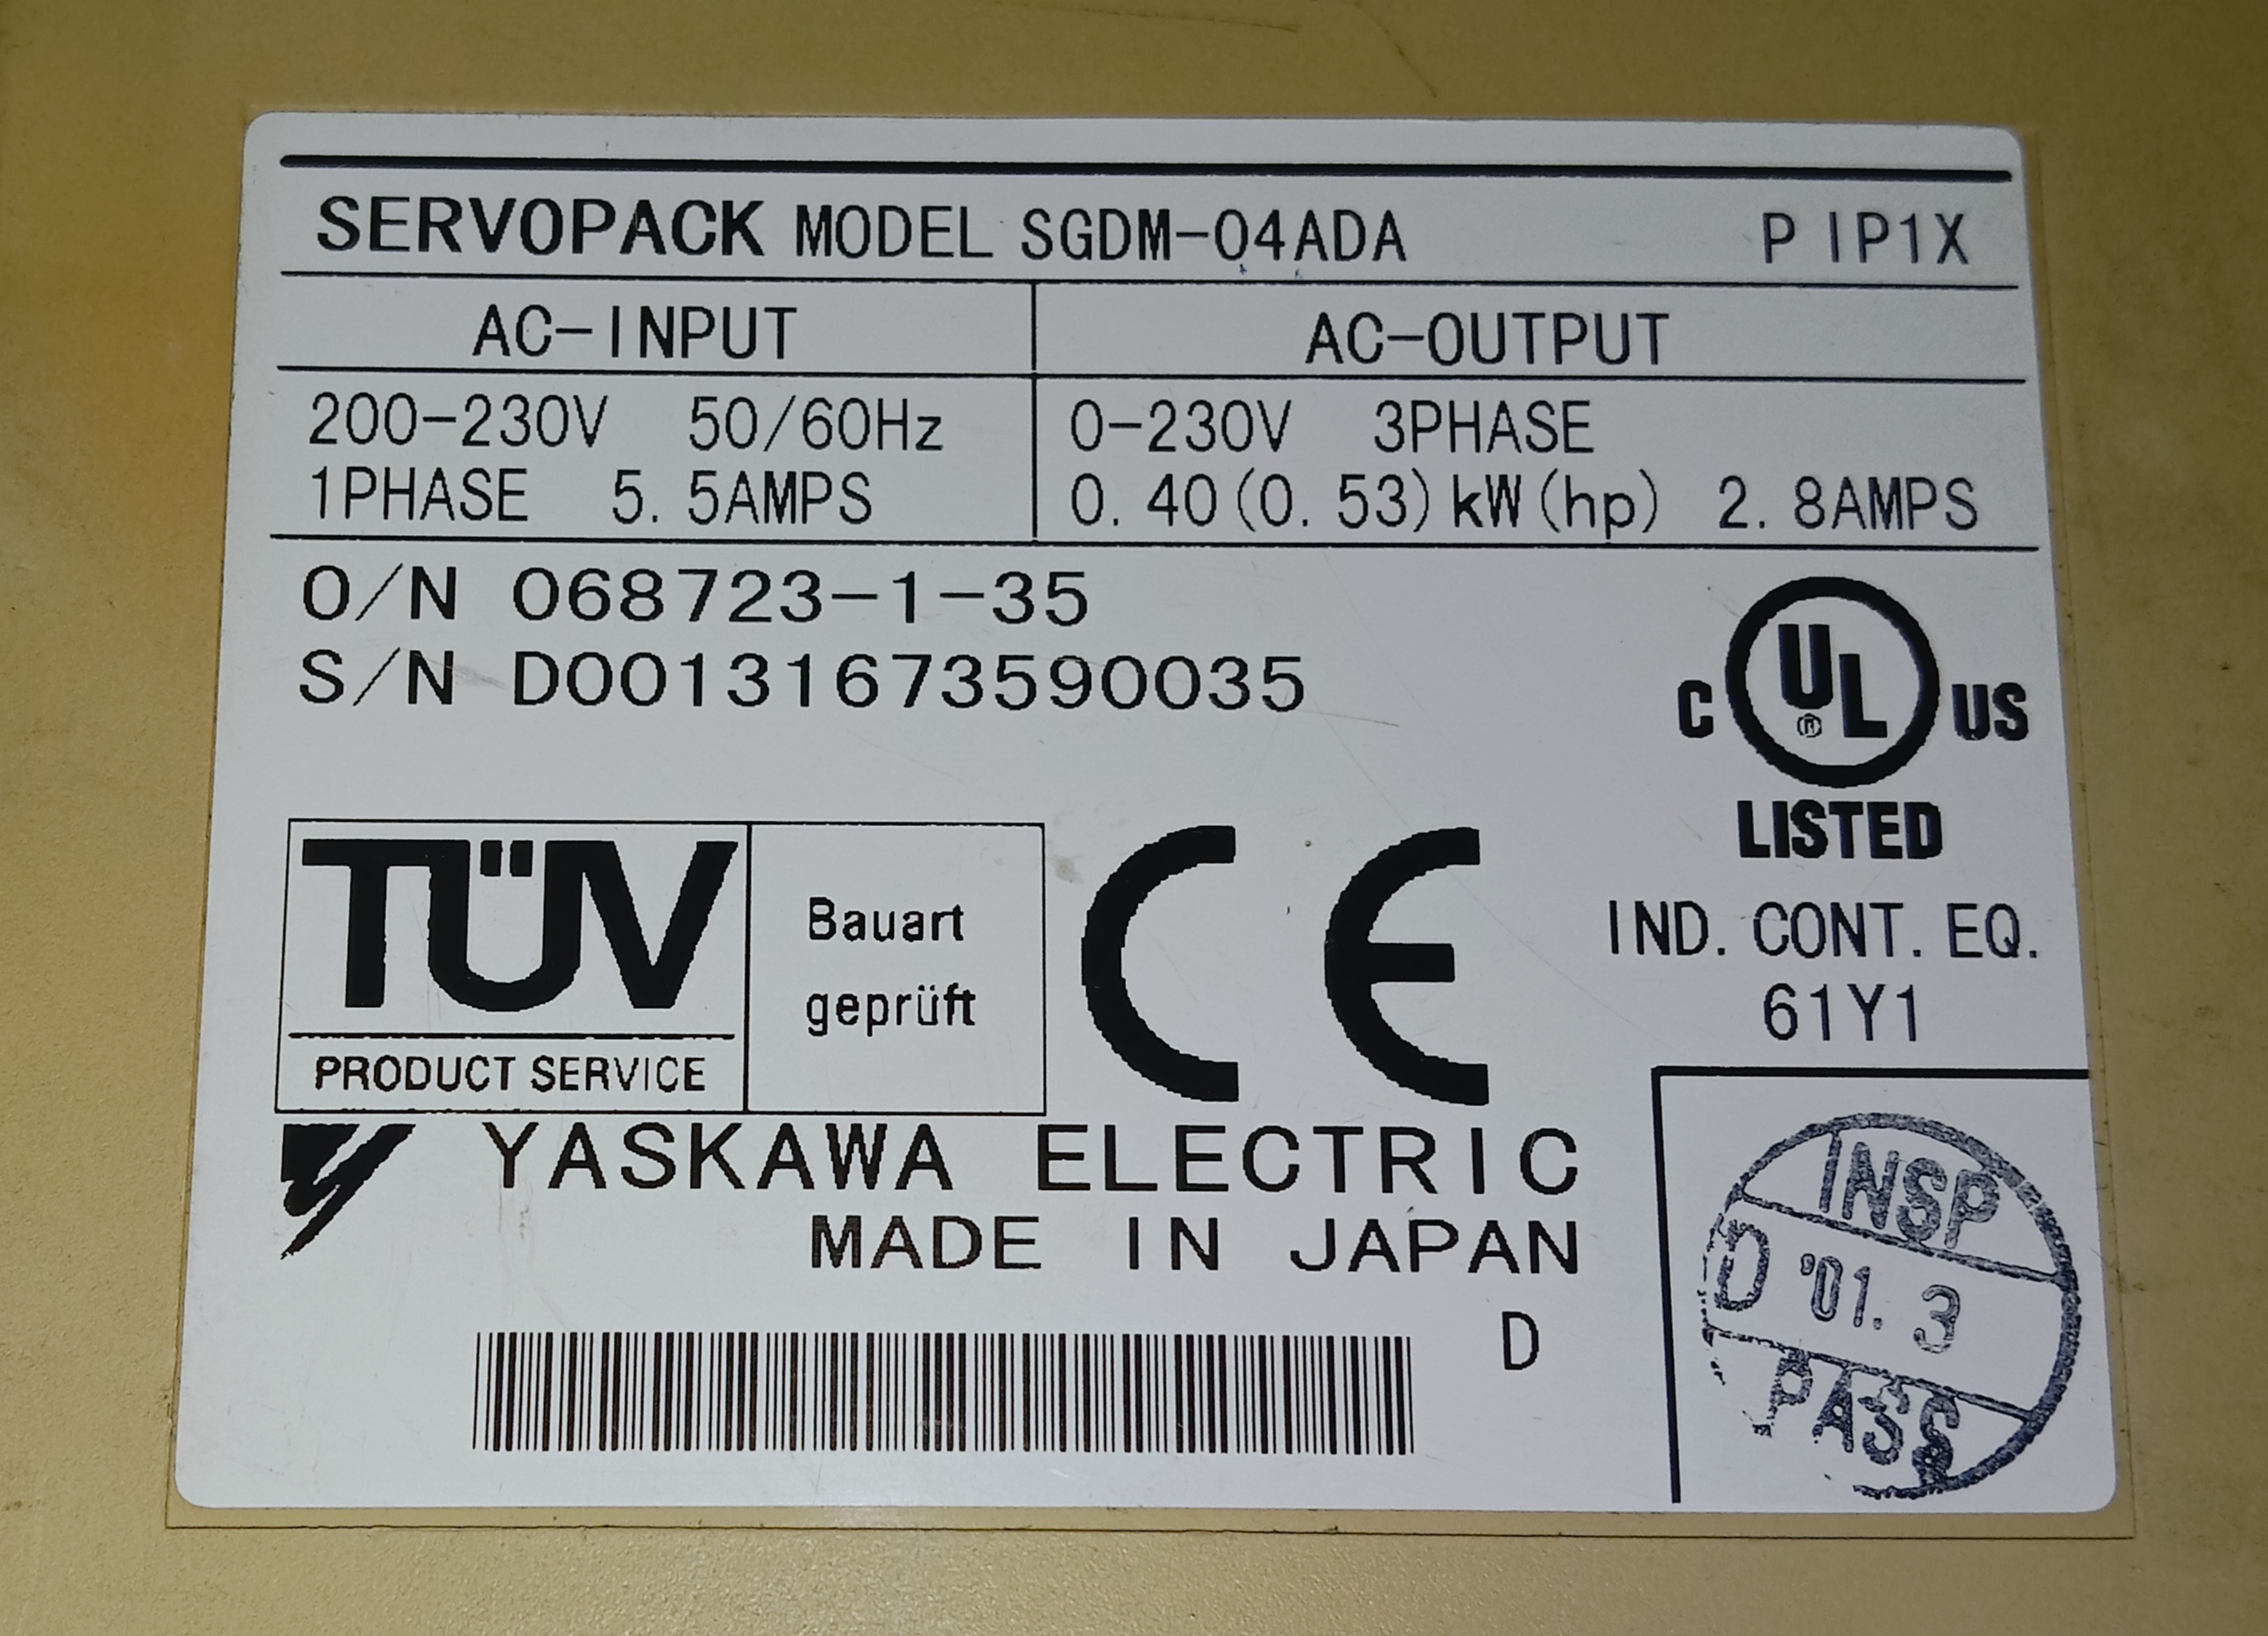 SERVOPACK MODEL SGDM-04ADA P IP1X
AC-INPUT AC-OUTPUT
200-230V 50/60Hz 0-230V 3PHASE
1PHASE 5.5AMPS 0.40(0.53)kW(hp) 2.8AMPS
O/N 068723-1-35
S/N D00131673590035
C UL ® US
LISTED
IND. CONT. EQ.
61Y1
TÜV
PRODUCT SERVICE
Bauart
geprüft
CE
YASKAWA ELECTRIC
MADE IN JAPAN
D
INSP
D '01. 3
PASS